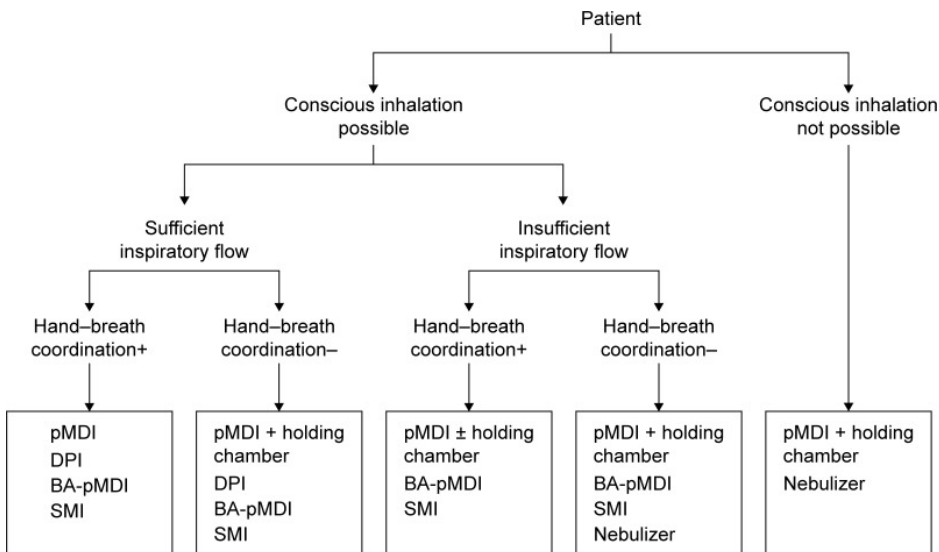 Patient
Conscious inhalation
possible
Conscious inhalation
not possible
Sufficient
inspiratory flow
Insufficient
inspiratory flow
Hand–breath
coordination+
Hand–breath
coordination–
Hand–breath
coordination+
Hand–breath
coordination–
pMDI
DPI
BA-pMDI
SMI
pMDI + holding
chamber
DPI
BA-pMDI
SMI
pMDI ± holding
chamber
BA-pMDI
SMI
pMDI + holding
chamber
BA-pMDI
SMI
Nebulizer
pMDI + holding
chamber
Nebulizer